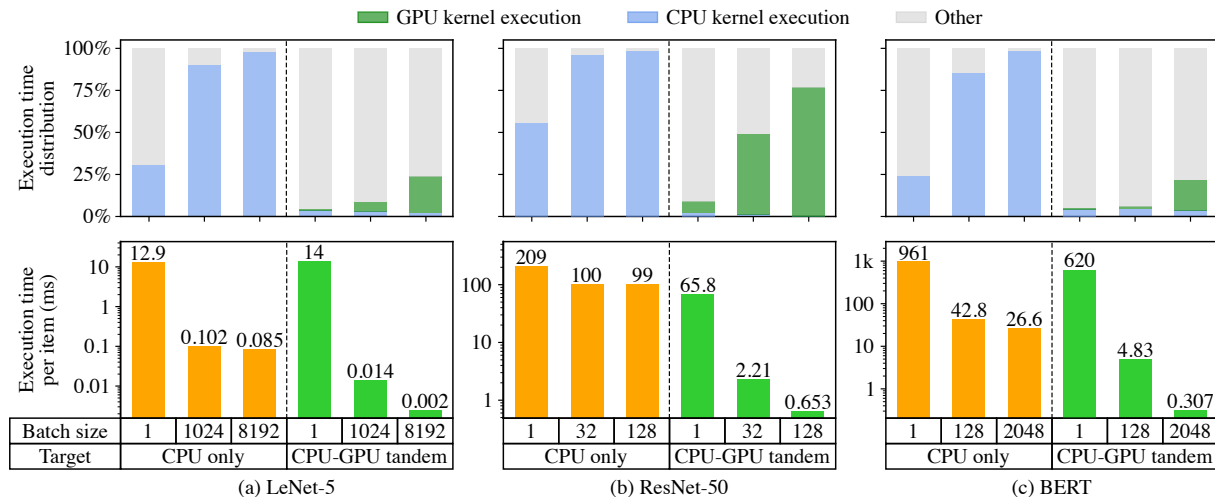 GPU kernel execution CPU kernel execution Other
Execution time
distribution
100%
75%
50%
25%
0%
Execution time
per item (ms)
10
1
0.1
0.01
12.9 0.102 0.085 14 0.014 0.002
100
10
1
209 100 99 65.8 2.21 0.653
1k
100
10
1
961 42.8 26.6 620 4.83 0.307
Batch size 1 1024 8192 1 1024 8192 1 32 128 1 32 128 1 128 2048 1 128 2048
Target CPU only CPU-GPU tandem CPU only CPU-GPU tandem CPU only CPU-GPU tandem
(a) LeNet-5 (b) ResNet-50 (c) BERT